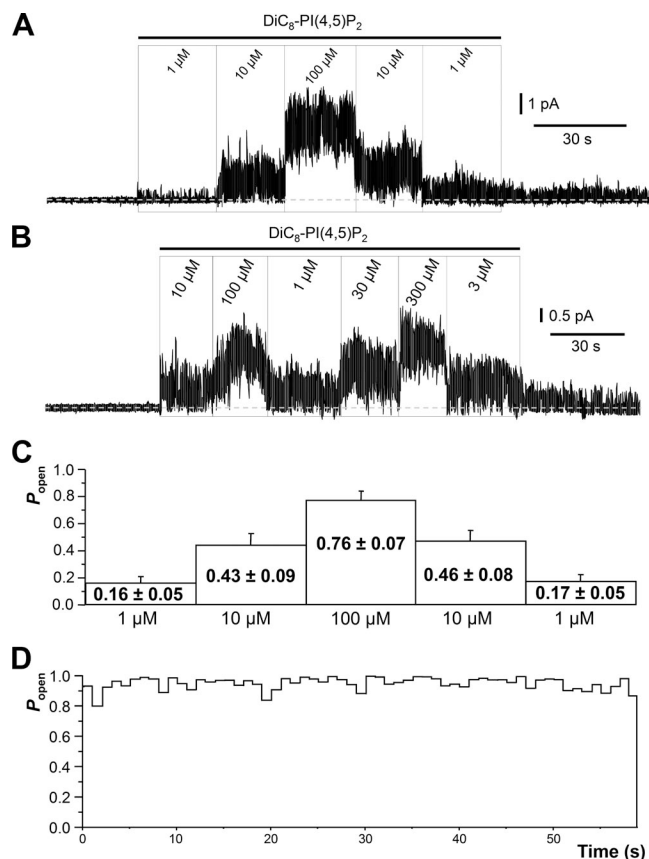 A
DiC₈-PI(4,5)P₂
1 µM 10 µM 100 µM 10 µM 1 µM
1 pA
30 s
B
DiC₈-PI(4,5)P₂
10 µM 100 µM 1 µM 30 µM 300 µM 3 µM
0.5 pA
30 s
C
Popen
1.0
0.8
0.6
0.4
0.2
0.0
0.16 ± 0.05 0.43 ± 0.09 0.76 ± 0.07 0.46 ± 0.08 0.17 ± 0.05
1 µM 10 µM 100 µM 10 µM 1 µM
D
Popen
1.0
0.8
0.6
0.4
0.2
0.0
0 10 20 30 40 50
Time (s)